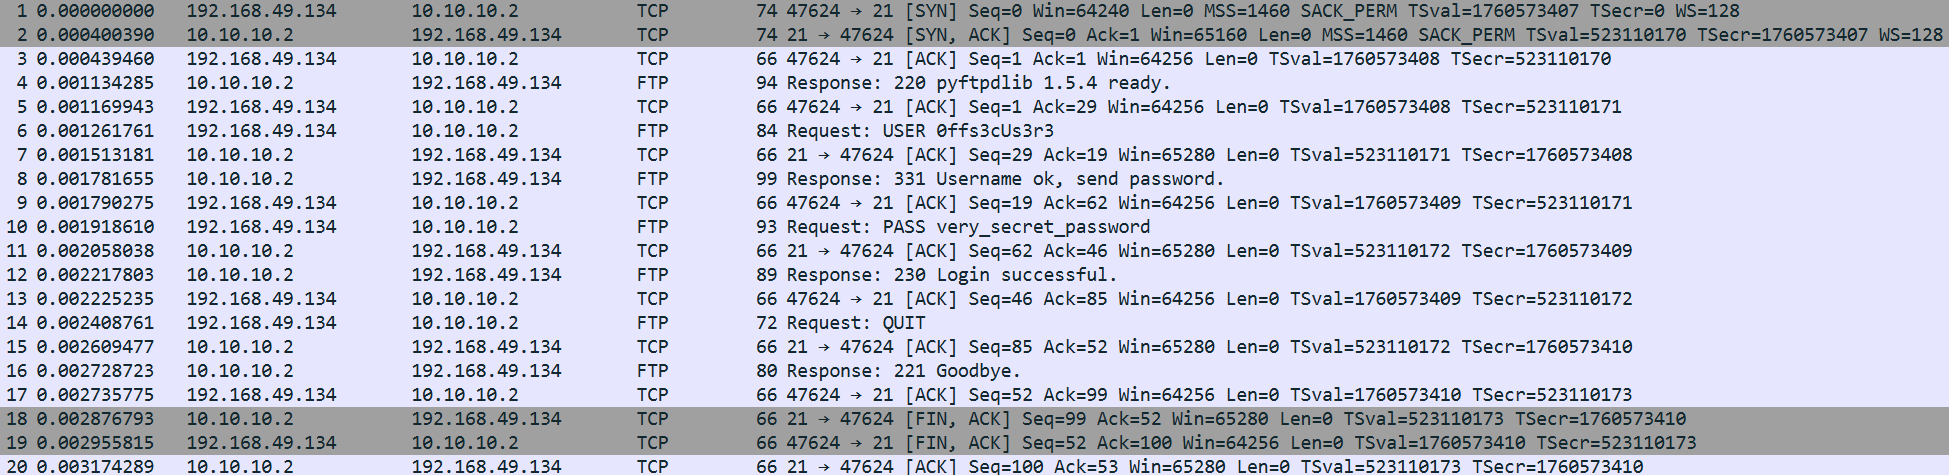 1 0.000000000 192.168.49.134 10.10.10.2 TCP 74 47624 → 21 [SYN] Seq=0 Win=64240 Len=0 MSS=1460 SACK_PERM TSval=1760573407 TSecr=0 WS=128
2 0.000400390 10.10.10.2 192.168.49.134 TCP 74 21 → 47624 [SYN, ACK] Seq=0 Ack=1 Win=65160 Len=0 MSS=1460 SACK_PERM TSval=523110170 TSecr=1760573407 WS=128
3 0.000439460 192.168.49.134 10.10.10.2 TCP 66 47624 → 21 [ACK] Seq=1 Ack=1 Win=64256 Len=0 TSval=1760573408 TSecr=523110170
4 0.001134285 10.10.10.2 192.168.49.134 FTP 94 Response: 220 pyftpdlib 1.5.4 ready.
5 0.001169943 192.168.49.134 10.10.10.2 TCP 66 47624 → 21 [ACK] Seq=1 Ack=29 Win=64256 Len=0 TSval=1760573408 TSecr=523110171
6 0.001261761 192.168.49.134 10.10.10.2 FTP 84 Request: USER 0ffs3cUs3r3
7 0.001513181 10.10.10.2 192.168.49.134 TCP 66 21 → 47624 [ACK] Seq=29 Ack=19 Win=65280 Len=0 TSval=523110171 TSecr=1760573408
8 0.001781655 10.10.10.2 192.168.49.134 FTP 99 Response: 331 Username ok, send password.
9 0.001790275 192.168.49.134 10.10.10.2 TCP 66 47624 → 21 [ACK] Seq=19 Ack=62 Win=64256 Len=0 TSval=1760573409 TSecr=523110171
10 0.001918610 192.168.49.134 10.10.10.2 FTP 93 Request: PASS very_secret_password
11 0.002058038 10.10.10.2 192.168.49.134 TCP 66 21 → 47624 [ACK] Seq=62 Ack=46 Win=65280 Len=0 TSval=523110172 TSecr=1760573409
12 0.002217803 10.10.10.2 192.168.49.134 FTP 89 Response: 230 Login successful.
13 0.002225235 192.168.49.134 10.10.10.2 TCP 66 47624 → 21 [ACK] Seq=46 Ack=85 Win=64256 Len=0 TSval=1760573409 TSecr=523110172
14 0.002408761 192.168.49.134 10.10.10.2 FTP 72 Request: QUIT
15 0.002609477 10.10.10.2 192.168.49.134 TCP 66 21 → 47624 [ACK] Seq=85 Ack=52 Win=65280 Len=0 TSval=523110172 TSecr=1760573410
16 0.002728723 10.10.10.2 192.168.49.134 FTP 80 Response: 221 Goodbye.
17 0.002735775 192.168.49.134 10.10.10.2 TCP 66 47624 → 21 [ACK] Seq=52 Ack=99 Win=64256 Len=0 TSval=1760573410 TSecr=523110173
18 0.002876793 10.10.10.2 192.168.49.134 TCP 66 21 → 47624 [FIN, ACK] Seq=99 Ack=52 Win=65280 Len=0 TSval=523110173 TSecr=1760573410
19 0.002955815 192.168.49.134 10.10.10.2 TCP 66 47624 → 21 [FIN, ACK] Seq=52 Ack=100 Win=64256 Len=0 TSval=1760573410 TSecr=523110173
20 0.003174289 10.10.10.2 192.168.49.134 TCP 66 21 → 47624 [ACK] Seq=100 Ack=53 Win=65280 Len=0 TSval=523110173 TSecr=1760573410